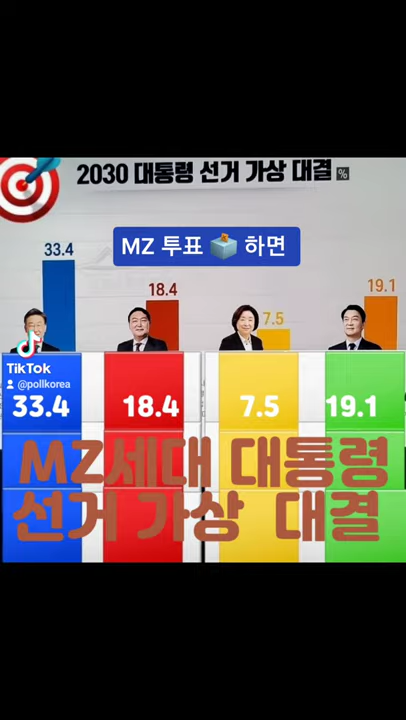 2030 대통령 선거 가상 대결 %
MZ 투표 하면
33.4
18.4
7.5
19.1
TikTok
@pollkorea
33.4
18.4
7.5
19.1
MZ세대 대통령
선거 가상 대결